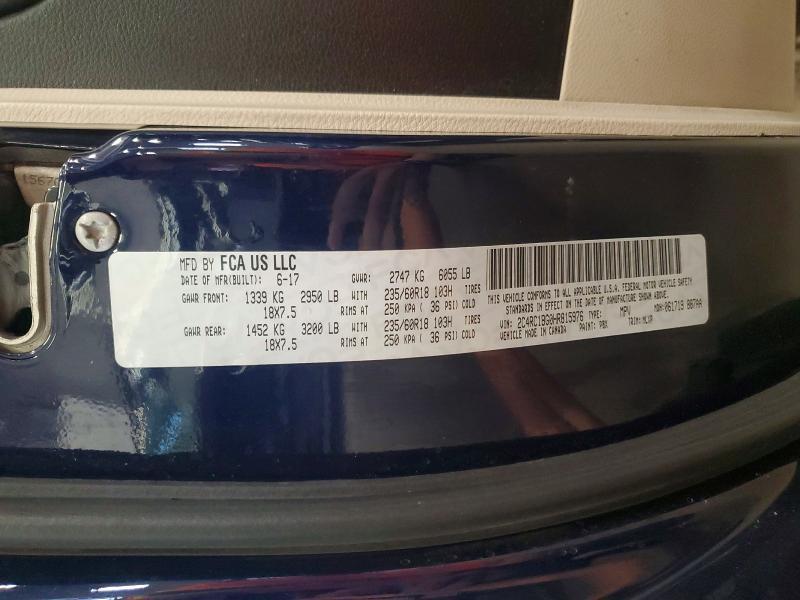 1567
MFD BY FCA US LLC
DATE OF MFR(BUILT): 6-17 GVWR: 2747 KG 6055 LB
GAWR FRONT: 1339 KG 2950 LB WITH 235/60R18 103H TIRES
18X7.5 RIMS AT 250 KPA ( 36 PSI) COLD
GAWR REAR: 1452 KG 3200 LB WITH 235/60R18 103H TIRES
18X7.5 RIMS AT 250 KPA ( 36 PSI) COLD
THIS VEHICLE CONFORMS TO ALL APPLICABLE U.S.A. FEDERAL MOTOR VEHICLE SAFETY
STANDARDS IN EFFECT ON THE DATE OF MANUFACTURE SHOWN ABOVE.
VIN: 2C4RC1BG0HR815976 TYPE: MPV MDH:061713 887AA
VEHICLE MADE IN CANADA PAINT: PBX TRIM: